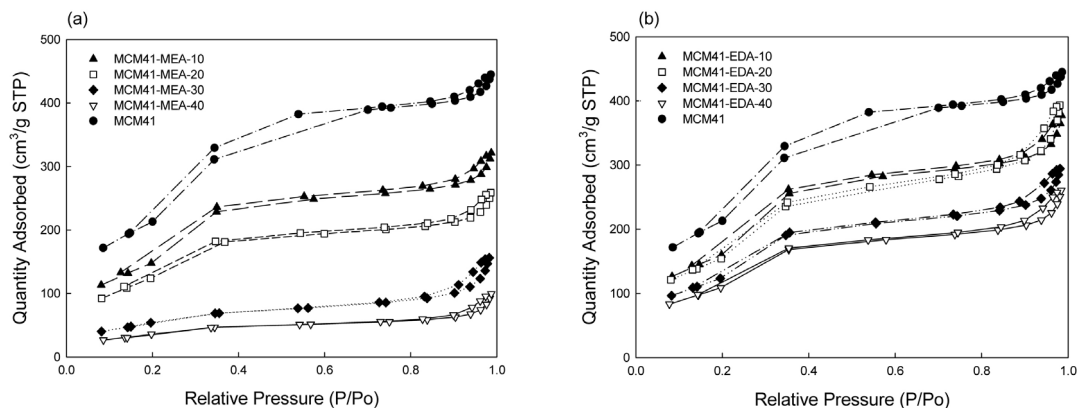 (a)
500
400
300
200
100
0
Quantity Adsorbed (cm³/g STP)
MCM41-MEA-10
MCM41-MEA-20
MCM41-MEA-30
MCM41-MEA-40
MCM41
0.0 0.2 0.4 0.6 0.8 1.0
Relative Pressure (P/Po)
(b)
500
400
300
200
100
0
Quantity Adsorbed (cm³/g STP)
MCM41-EDA-10
MCM41-EDA-20
MCM41-EDA-30
MCM41-EDA-40
MCM41
0.0 0.2 0.4 0.6 0.8 1.0
Relative Pressure (P/Po)